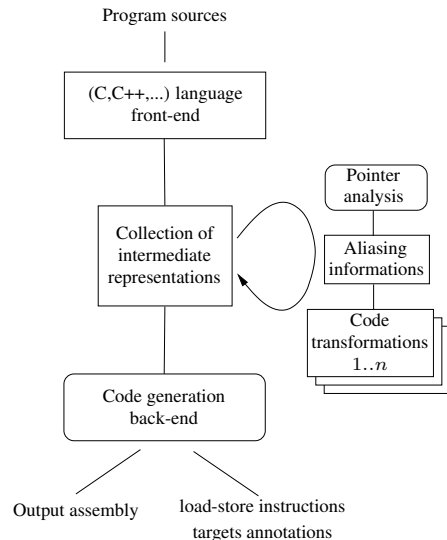 Program sources
(C,C++,...) language
front-end
Collection of
intermediate
representations
Pointer
analysis
Aliasing
informations
Code
transformations
1..n
Code generation
back-end
Output assembly
load-store instructions
targets annotations